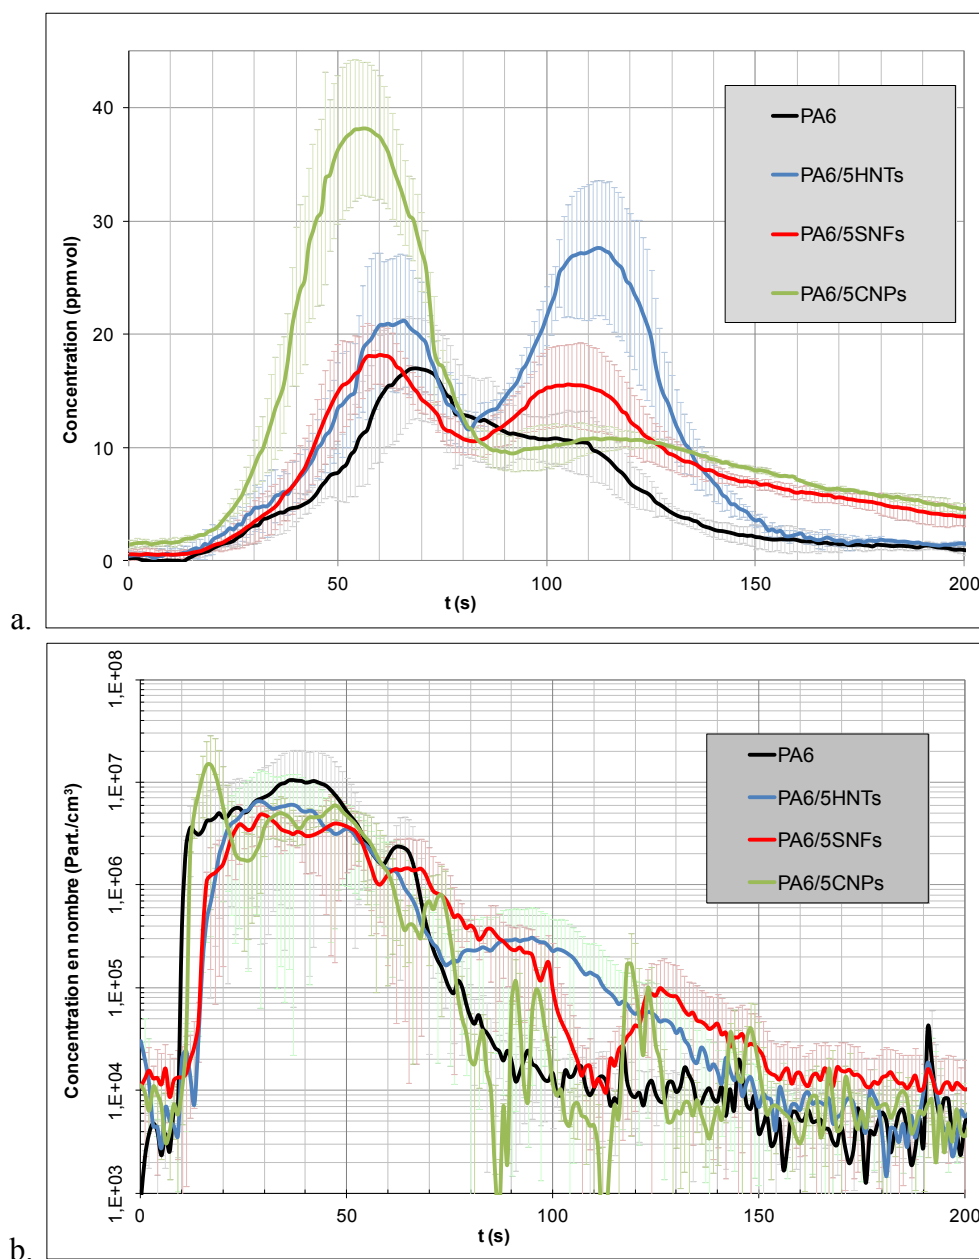 40
30
20
10
0
Concentration (ppmvol)
PA6
PA6/5HNTs
PA6/5SNFs
PA6/5CNPs
0 50 100 150 200
t (s)
a.
1,E+08
1,E+07
1,E+06
1,E+05
1,E+04
1,E+03
Concentration en nombre (Part./cm³)
PA6
PA6/5HNTs
PA6/5SNFs
PA6/5CNPs
0 50 100 150 200
t (s)
b.